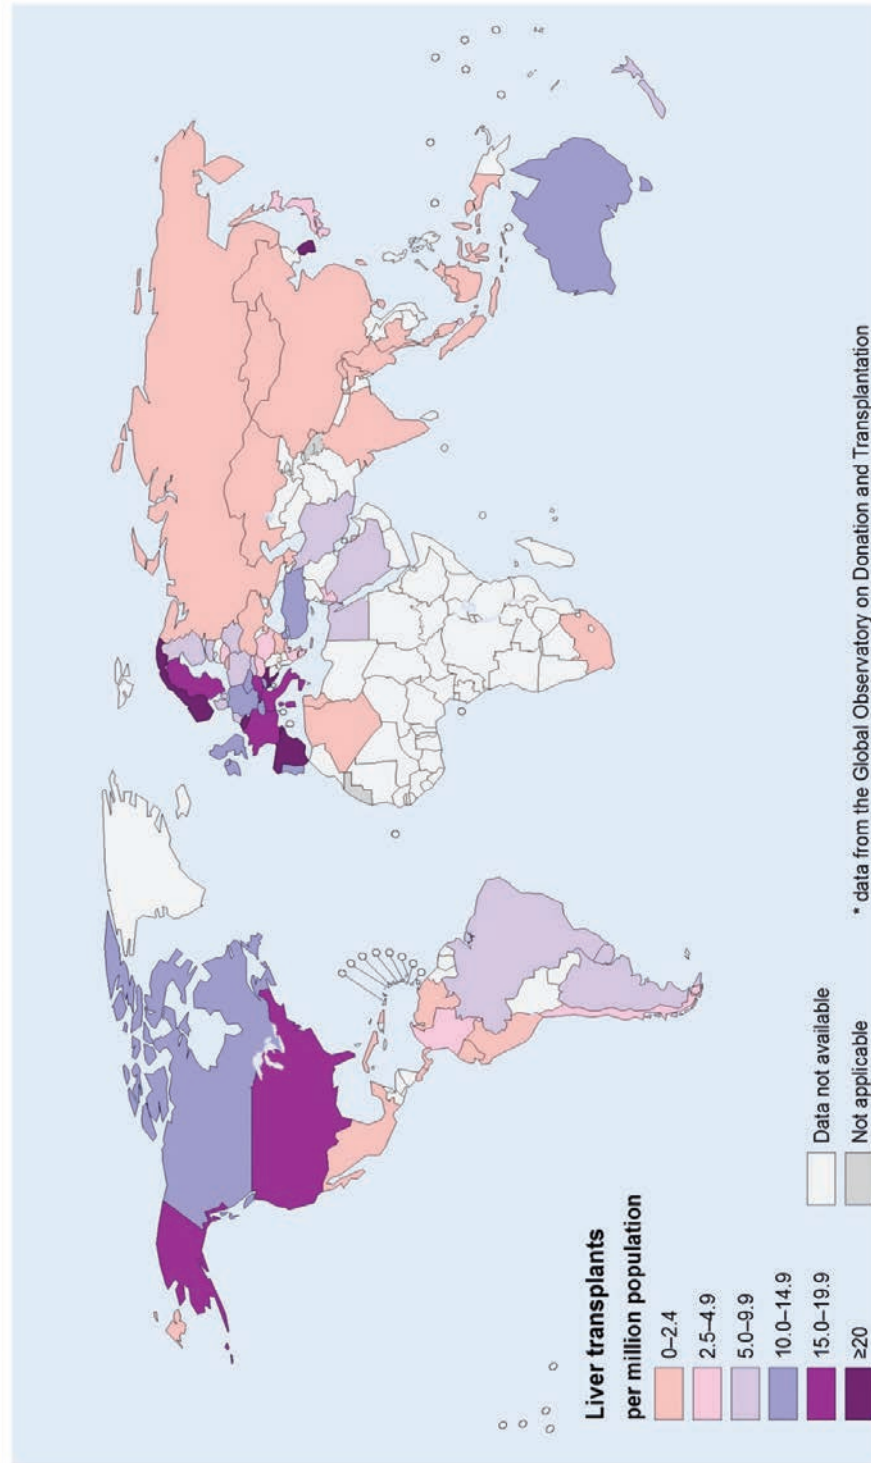 Liver transplants
per million population
0–2.4
2.5–4.9
5.0–9.9
10.0–14.9
15.0–19.9
≥20
Data not available
Not applicable
* data from the Global Observatory on Donation and Transplantation